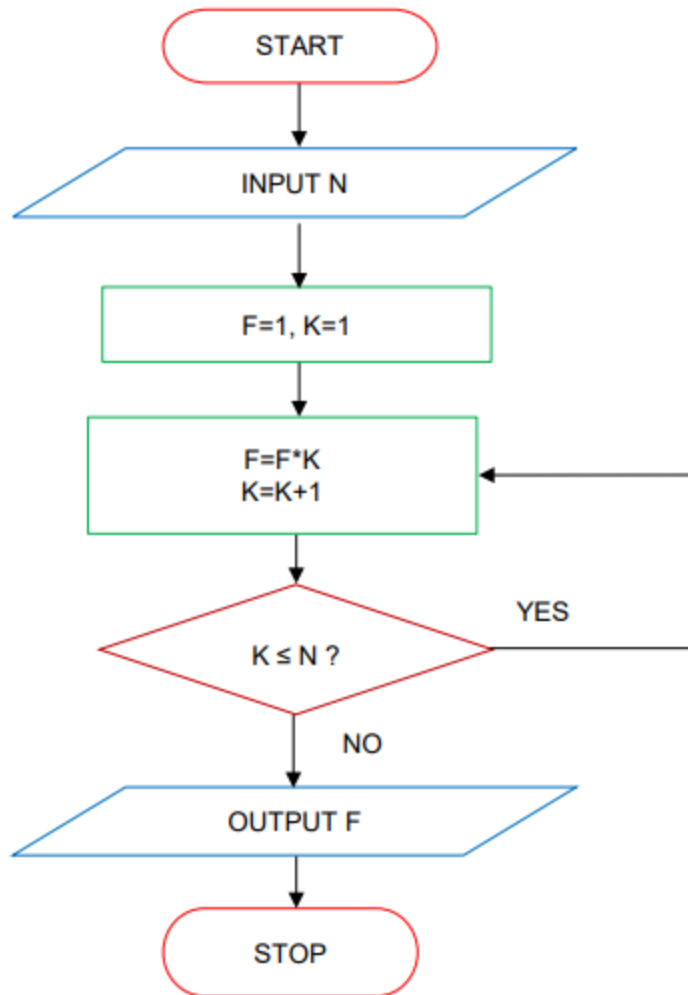 START
INPUT N
F=1, K=1
F=F*K
K=K+1
K ≤ N ?
YES
NO
OUTPUT F
STOP